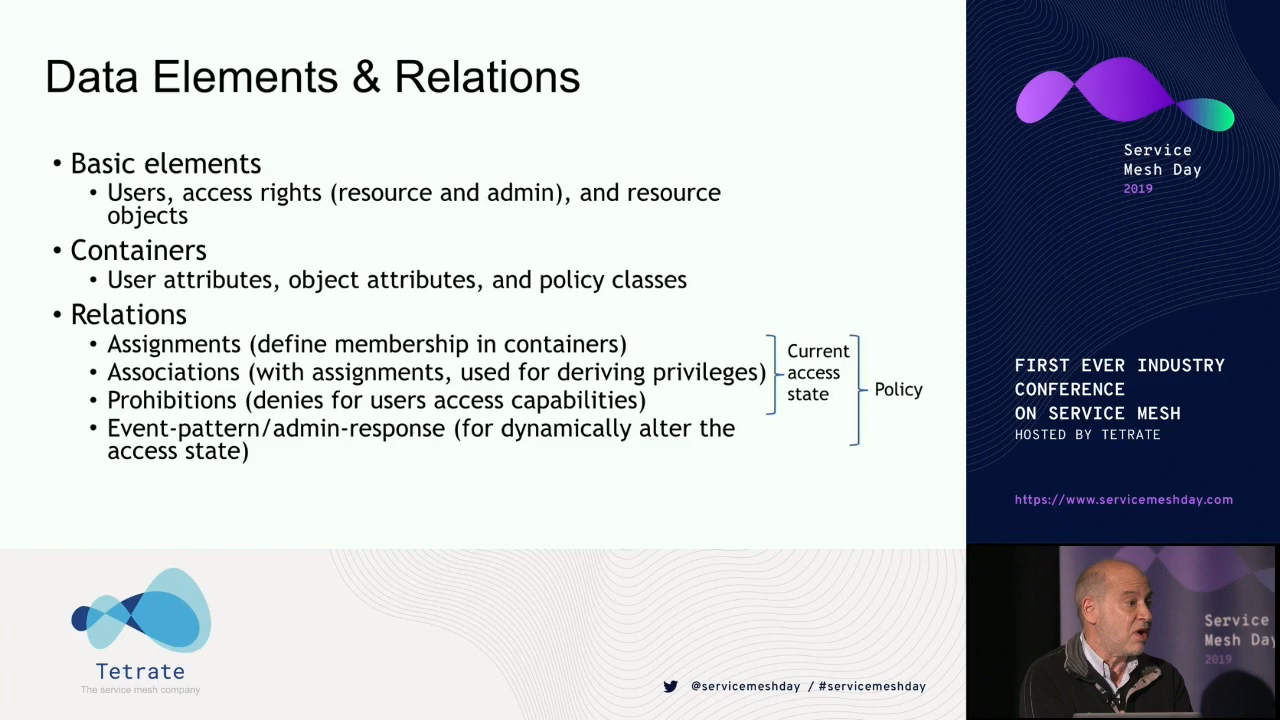 Data Elements & Relations
• Basic elements
• Users, access rights (resource and admin), and resource
objects
• Containers
• User attributes, object attributes, and policy classes
• Relations
• Assignments (define membership in containers)
• Associations (with assignments, used for deriving privileges)
• Prohibitions (denies for users access capabilities)
• Event-pattern/admin-response (for dynamically alter the
access state)
Current
access
state
Policy
Tetrate
The service mesh company
@servicemeshday / #servicemeshday
Service
Mesh Day
2019
FIRST EVER INDUSTRY
CONFERENCE
ON SERVICE MESH
HOSTED BY TETRATE
https://www.servicemeshday.com
Service
Mesh Day
2019